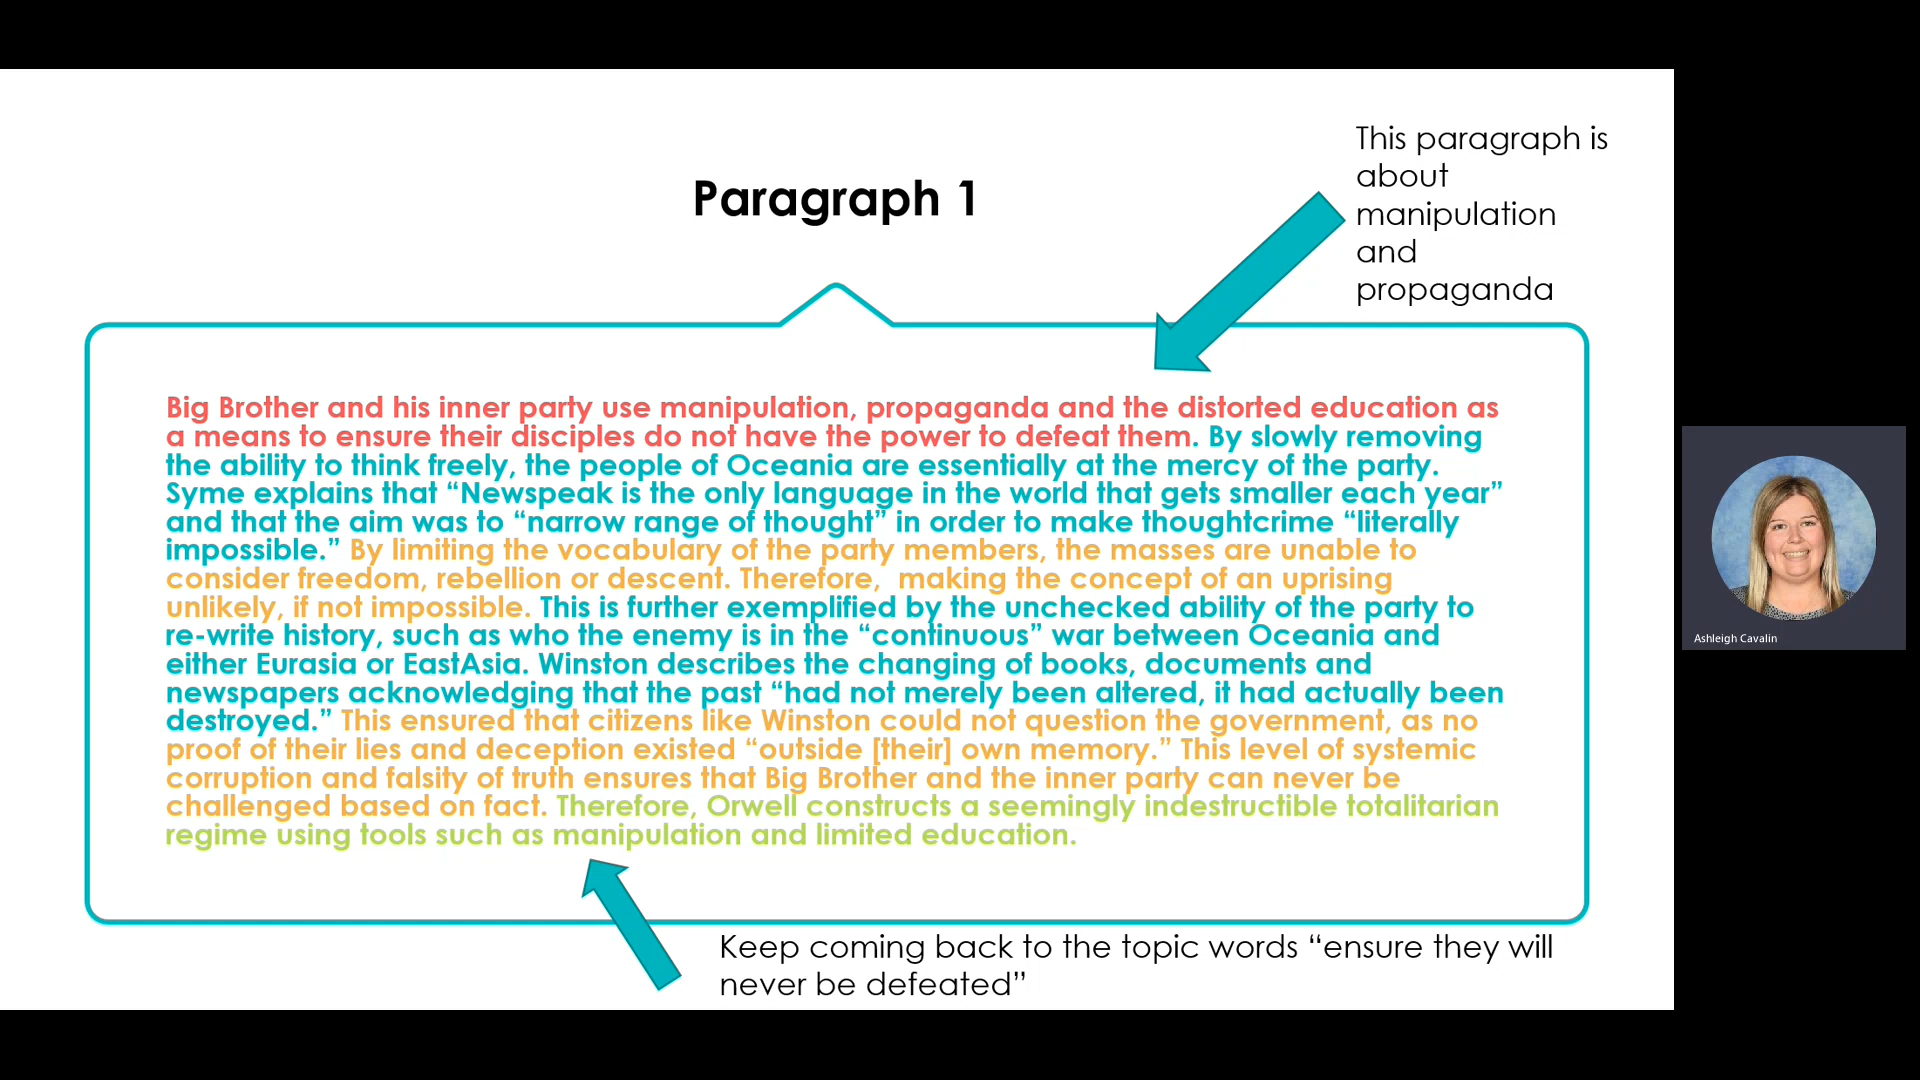 This paragraph is
about
manipulation
and
propaganda
Paragraph 1
Big Brother and his inner party use manipulation, propaganda and the distorted education as
a means to ensure their disciples do not have the power to defeat them. By slowly removing
the ability to think freely, the people of Oceania are essentially at the mercy of the party.
Syme explains that “Newspeak is the only language in the world that gets smaller each year”
and that the aim was to “narrow range of thought” in order to make thoughtcrime “literally
impossible.” By limiting the vocabulary of the party members, the masses are unable to
consider freedom, rebellion or descent. Therefore,  making the concept of an uprising
unlikely, if not impossible. This is further exemplified by the unchecked ability of the party to
re-write history, such as who the enemy is in the “continuous” war between Oceania and
either Eurasia or EastAsia. Winston describes the changing of books, documents and
newspapers acknowledging that the past “had not merely been altered, it had actually been
destroyed.” This ensured that citizens like Winston could not question the government, as no
proof of their lies and deception existed “outside [their] own memory.” This level of systemic
corruption and falsity of truth ensures that Big Brother and the inner party can never be
challenged based on fact. Therefore, Orwell constructs a seemingly indestructible totalitarian
regime using tools such as manipulation and limited education.
Keep coming back to the topic words “ensure they will
never be defeated”
Ashleigh Cavalin